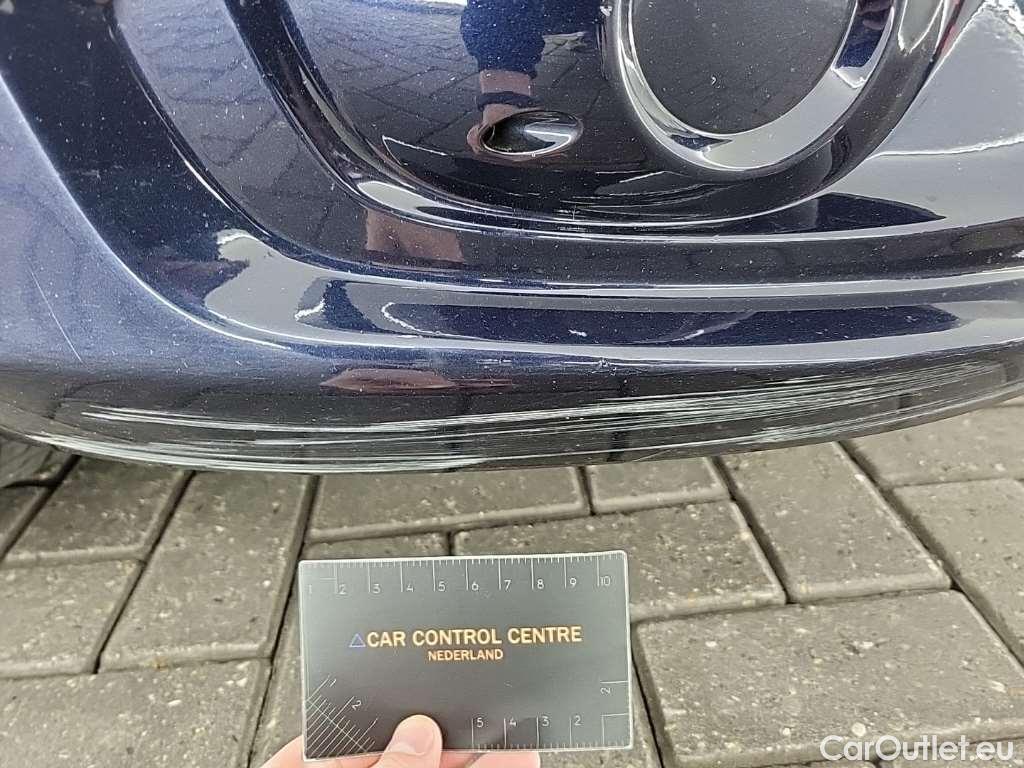 1 2 3 4 5 6 7 8 9 10
CAR CONTROL CENTRE
NEDERLAND
1
2
2
5 4 3 2
CarOutlet.eu